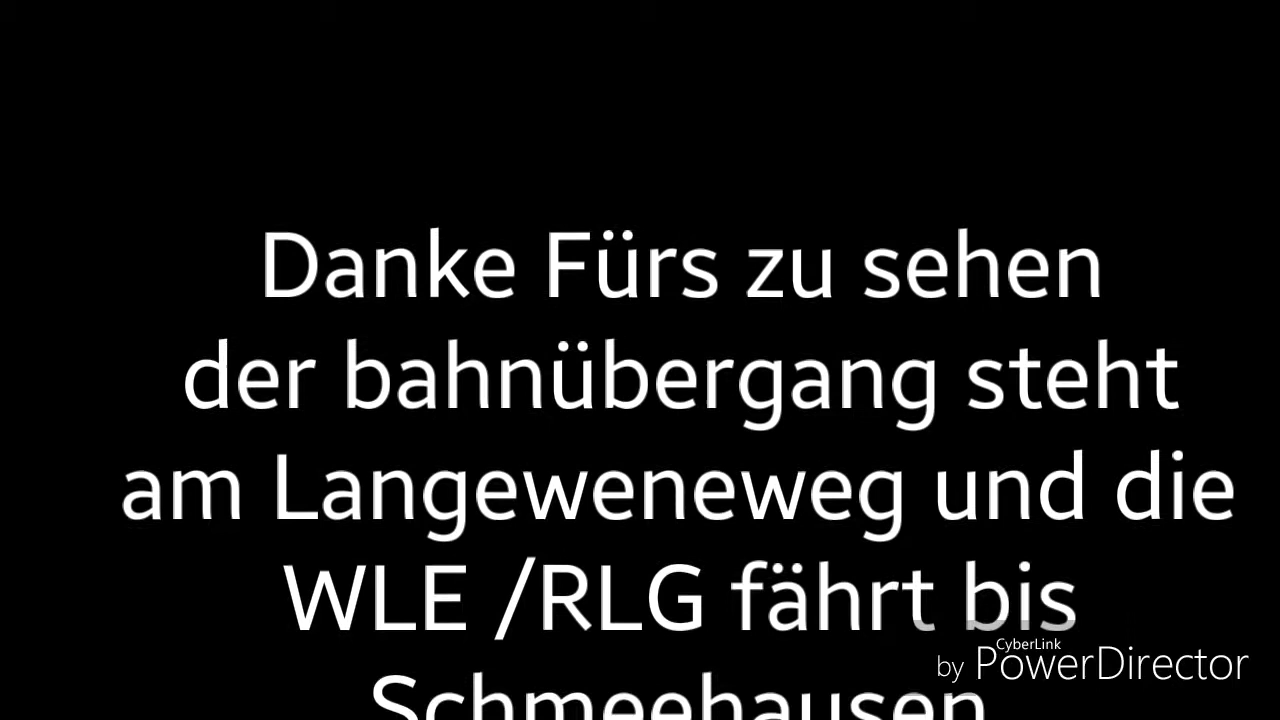 Danke Fürs zu sehen
der bahnübergang steht
am Langeweneweg und die
WLE /RLG fährt bis
Schmeehausen
CyberLink
by PowerDirector